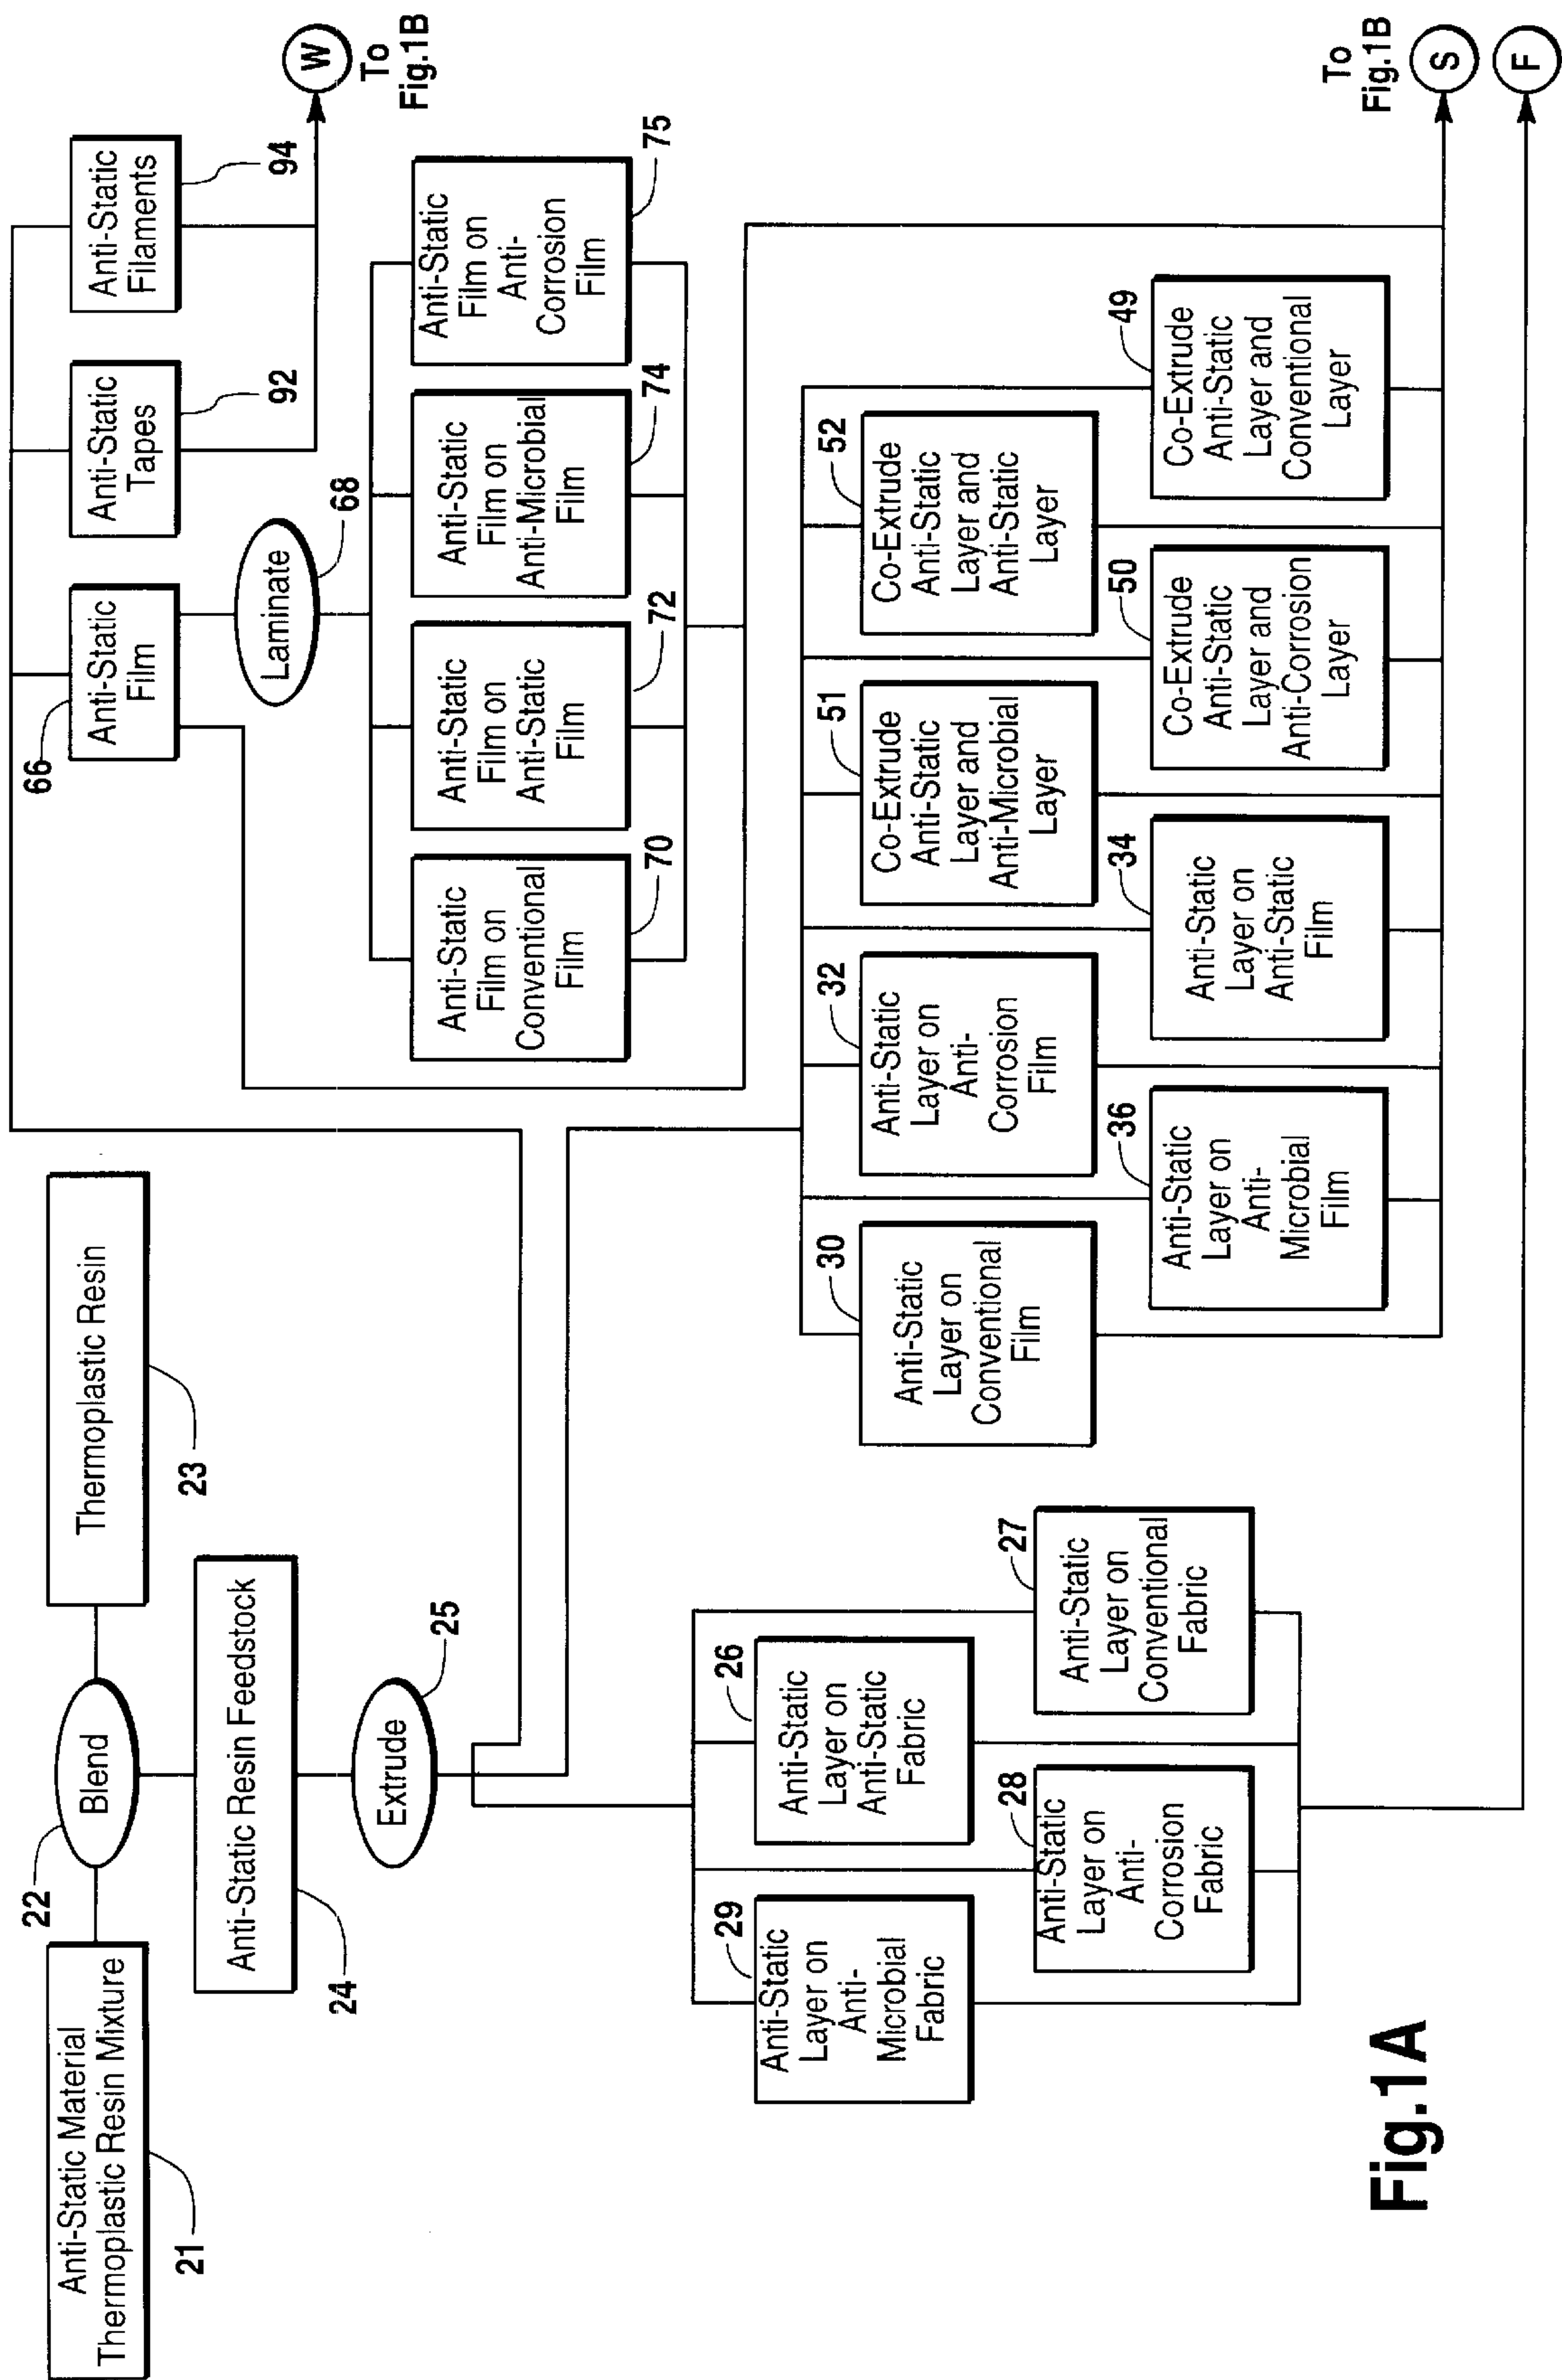 Anti-Static Material
Thermoplastic Resin Mixture
21
22
Blend
Thermoplastic Resin
23
Anti-Static Resin Feedstock
24
Extrude
25
66
Anti-Static
Film
Anti-Static
Tapes
92
Anti-Static
Filaments
94
W
To
Fig.1B
Laminate
68
Anti-Static
Film on
Conventional
Film
70
Anti-Static
Film on
Anti-Static
Film
72
Anti-Static
Film on
Anti-Microbial
Film
74
Anti-Static
Film on
Anti-
Corrosion
Film
75
29
Anti-Static
Layer on
Anti-
Microbial
Fabric
26
Anti-Static
Layer on
Anti-Static
Fabric
28
Anti-Static
Layer on
Anti-
Corrosion
Fabric
27
Anti-Static
Layer on
Conventional
Fabric
30
Anti-Static
Layer on
Conventional
Film
32
Anti-Static
Layer on
Anti-
Corrosion
Film
51
Co-Extrude
Anti-Static
Layer and
Anti-Microbial
Layer
52
Co-Extrude
Anti-Static
Layer and
Anti-Static
Layer
36
Anti-Static
Layer on
Anti-
Microbial
Film
34
Anti-Static
Layer on
Anti-Static
Film
50
Co-Extrude
Anti-Static
Layer and
Anti-Corrosion
Layer
49
Co-Extrude
Anti-Static
Layer and
Conventional
Layer
To
Fig.1B
S
F
Fig.1A